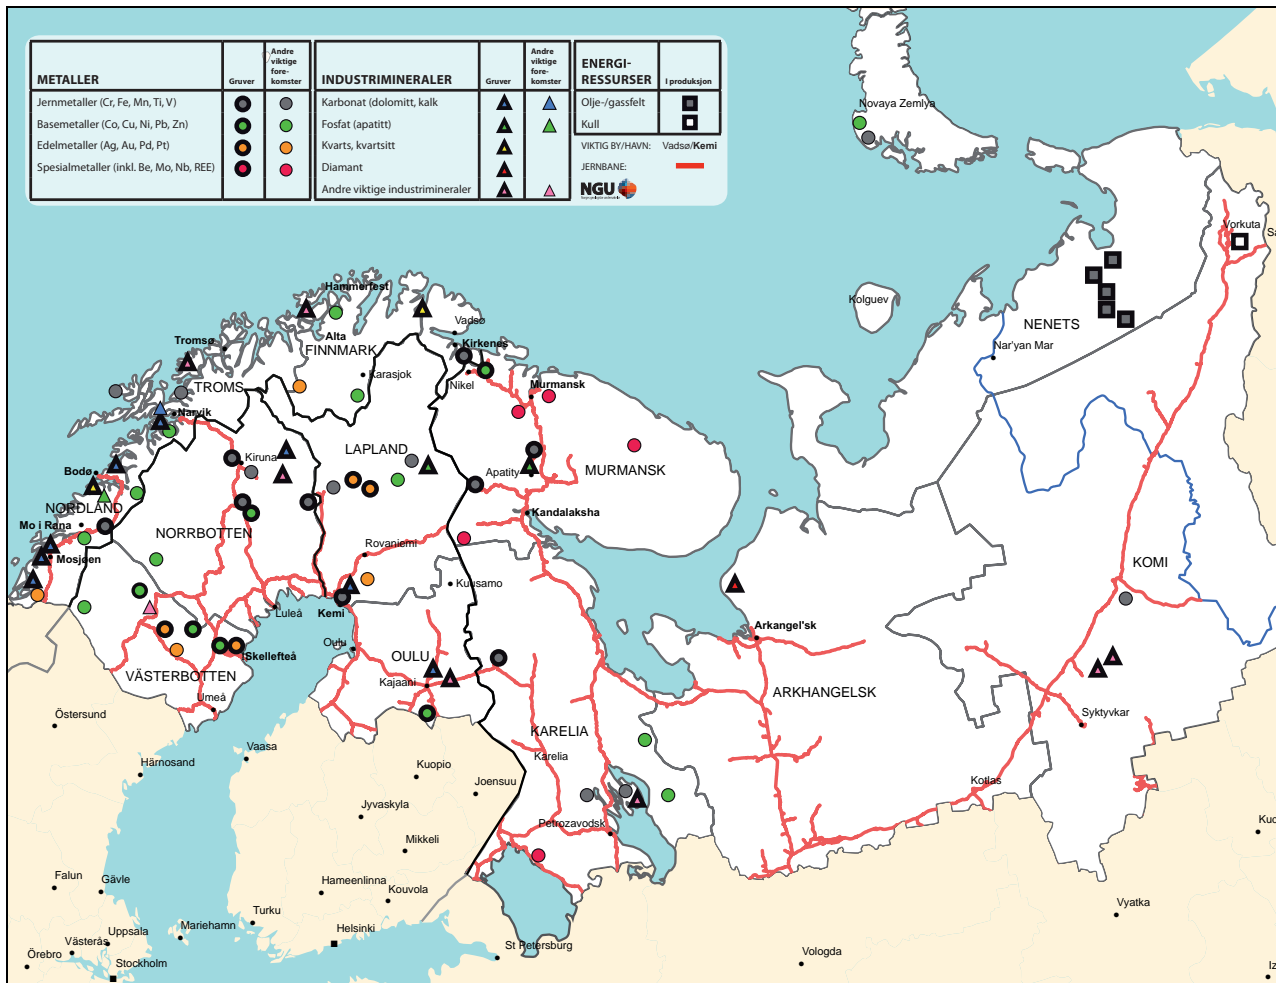 METALLER
Gruver
Andre
viktige
fore-
komster
INDUSTRIMINERALER
Gruver
Andre
viktige
fore-
komster
ENERGI-
RESSURSER
I produksjon
Jernmetaller (Cr, Fe, Mn, Ti, V)
Karbonat (dolomitt, kalk
Olje-/gassfelt
Basemetaller (Co, Cu, Ni, Pb, Zn)
Fosfat (apatitt)
Kull
Edelmetaller (Ag, Au, Pd, Pt)
Kvarts, kvartsitt
VIKTIG BY/HAVN:
Vadsø/Kemi
Spesialmetaller (inkl. Be, Mo, Nb, REE)
Diamant
JERNBANE:
Andre viktige industrimineraler
NGU
Novaya Zemlya
Vorkuta
Sa
Hammerfest
Kolguev
NENETS
Nar'yan Mar
Vadsø
Kirkenes
Alta
FINNMARK
Tromsø
Karasjok
Nikel
TROMS
Murmansk
Narvik
LAPLAND
Kiruna
Apatity
MURMANSK
Bodø
NORDLAND
Mo i Rana
Kandalaksha
NORRBOTTEN
Rovaniemi
Mosjøen
Kuusamo
KOMI
Luleå
Kemi
Arkangel'sk
Oulu
OULU
Skellefteå
VÄSTERBOTTEN
Kajaani
ARKHANGELSK
Umeå
Syktyvkar
Östersund
KARELIA
Vaasa
Karelia
Härnosand
Kuopio
Joensuu
Kotlas
Jyvaskyla
Petrozavodsk
Kuc
Mikkeli
Falun
Gävle
Hameenlinna
Kouvola
Vyatka
Turku
Mariehamn
Helsinki
Uppsala
Västerås
St Petersburg
Örebro
Stockholm
Vologda
Iz